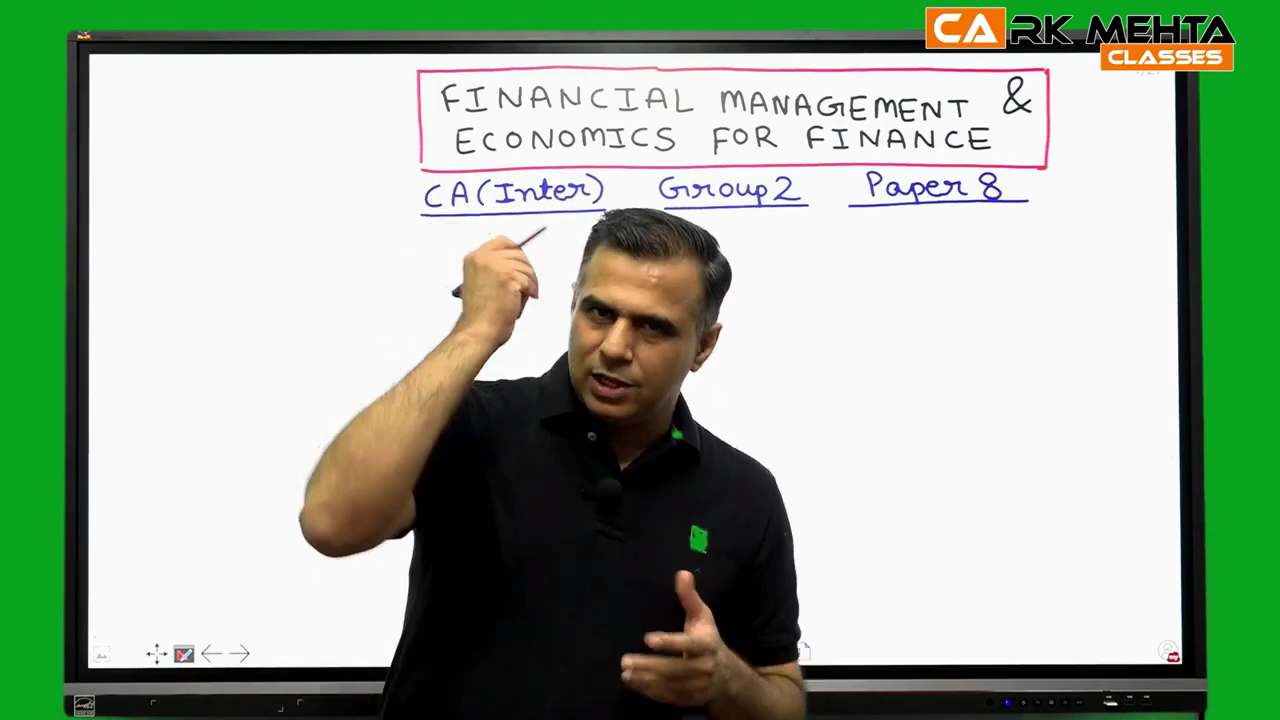 CA RK MEHTA
CLASSES
FINANCIAL MANAGEMENT &
ECONOMICS FOR FINANCE
CA (Inter) Group 2 Paper 8